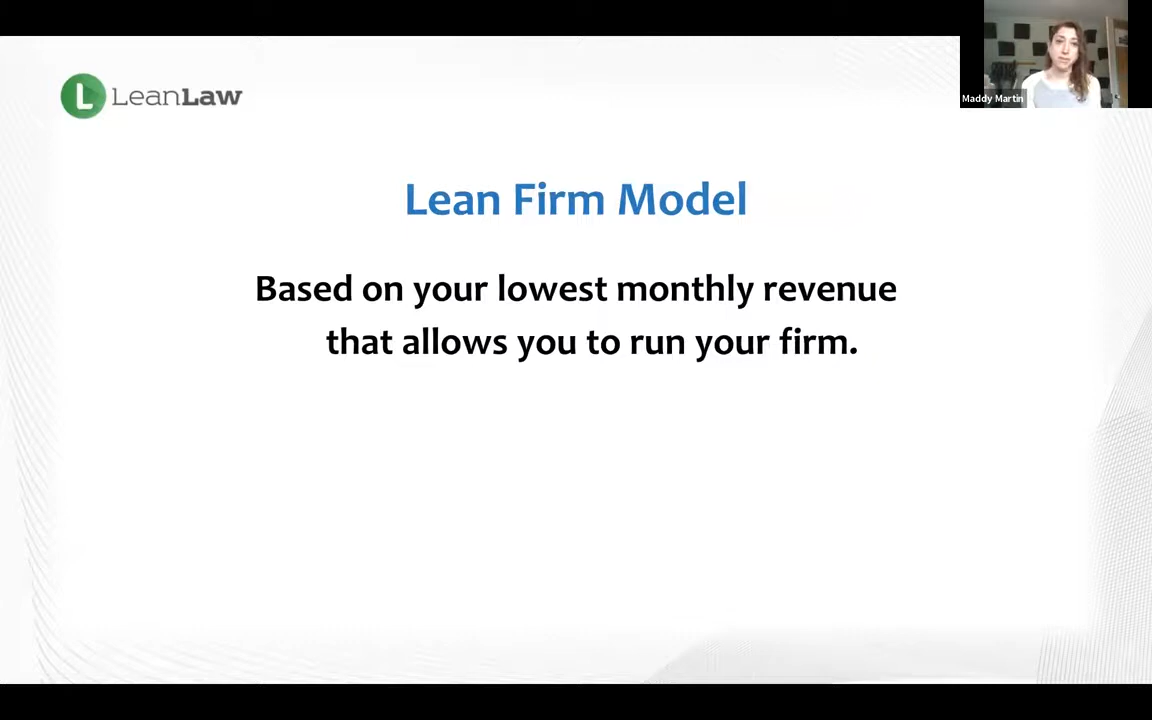 LeanLaw
Maddy Martin
Lean Firm Model
Based on your lowest monthly revenue
that allows you to run your firm.